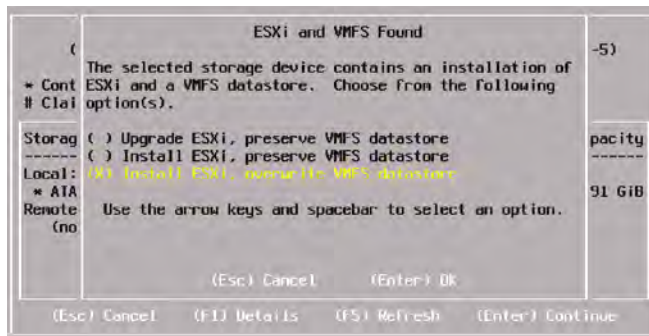 ESXi and VMFS Found
(
-5)
The selected storage device contains an installation of
* Cont ESXi and a VMFS datastore. Choose from the following
# Clai option(s).
Storag ( ) Upgrade ESXi, preserve VMFS datastore pacity
------ ( ) Install ESXi, preserve VMFS datastore ------
Local: (X) Install ESXi, overwrite VMFS datastore
* ATA 91 GiB
Remote Use the arrow keys and spacebar to select an option.
(no
(Esc) Cancel (Enter) OK
(Esc) Cancel (F1) Details (F5) Refresh (Enter) Continue